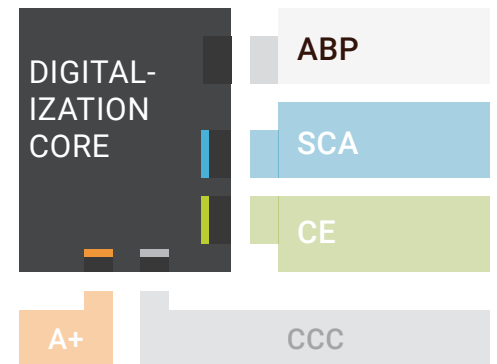 DIGITAL-
IZATION
CORE
ABP
SCA
CE
A+
CCC